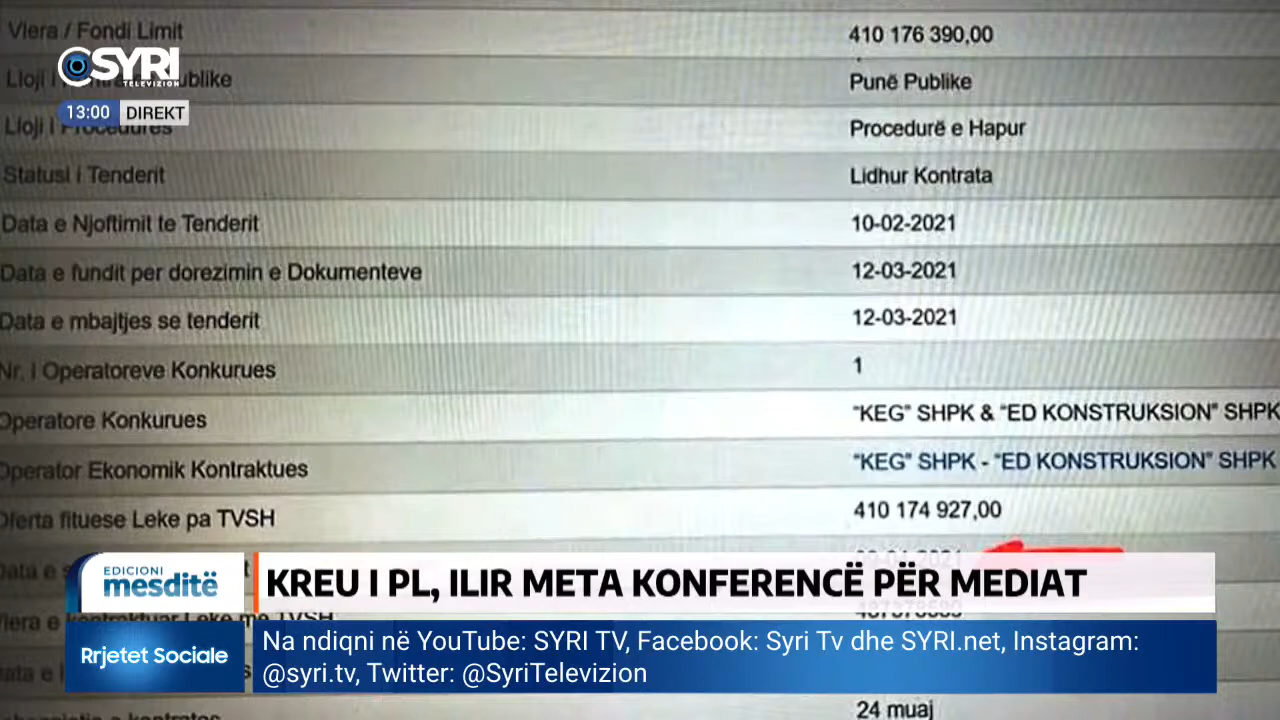 Vlera / Fondi Limit 410 176 390,00
SYRI
TELEVIZION
Lloji i publike Punë Publike
13:00 DIREKT
Lloji i Procedures Procedurë e Hapur
Statusi i Tenderit Lidhur Kontrata
Data e Njoftimit te Tenderit 10-02-2021
Data e fundit per dorezimin e Dokumenteve 12-03-2021
Data e mbajtjes se tenderit 12-03-2021
Nr. i Operatoreve Konkurues 1
Operatore Konkurues "KEG" SHPK & "ED KONSTRUKSION" SHPK
Operator Ekonomik Kontraktues "KEG" SHPK - "ED KONSTRUKSION" SHPK
Oferta fituese Leke pa TVSH 410 174 927,00
EDICIONI
mesditë
KREU I PL, ILIR META KONFERENCË PËR MEDIAT
Rrjetet Sociale
Na ndiqni në YouTube: SYRI TV, Facebook: Syri Tv dhe SYRI.net, Instagram:
@syri.tv, Twitter: @SyriTelevizion
24 muaj